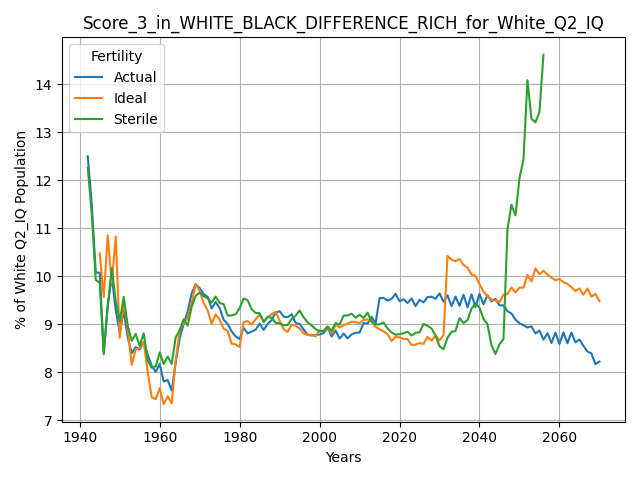 Score_3_in_WHITE_BLACK_DIFFERENCE_RICH_for_White_Q2_IQ
Fertility
Actual
Ideal
Sterile
% of White Q2_IQ Population
14
13
12
11
10
9
8
7
1940
1960
1980
2000
2020
2040
2060
Years